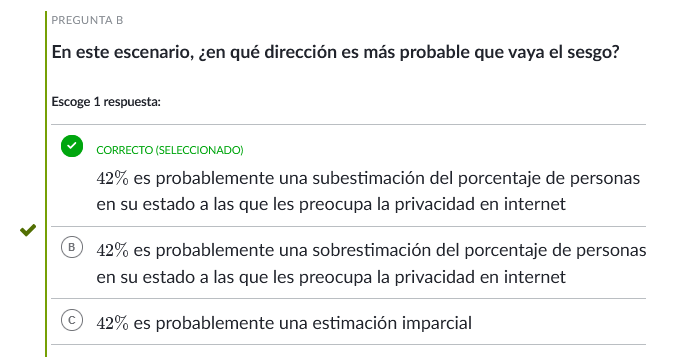 PREGUNTA B
En este escenario, ¿en qué dirección es más probable que vaya el sesgo?
Escoge 1 respuesta:
CORRECTO (SELECCIONADO)
42% es probablemente una subestimación del porcentaje de personas
en su estado a las que les preocupa la privacidad en internet
B
42% es probablemente una sobrestimación del porcentaje de personas
en su estado a las que les preocupa la privacidad en internet
C
42% es probablemente una estimación imparcial